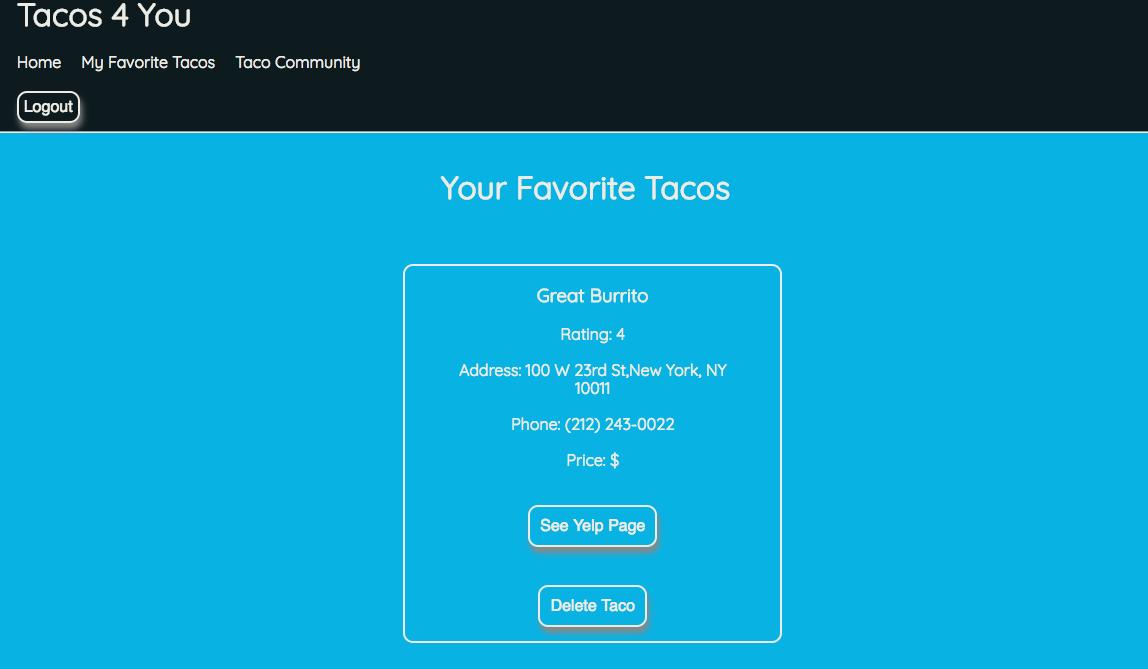 Tacos 4 You
Home My Favorite Tacos Taco Community
Logout
Your Favorite Tacos
Great Burrito
Rating: 4
Address: 100 W 23rd St,New York, NY
10011
Phone: (212) 243-0022
Price: $
See Yelp Page
Delete Taco